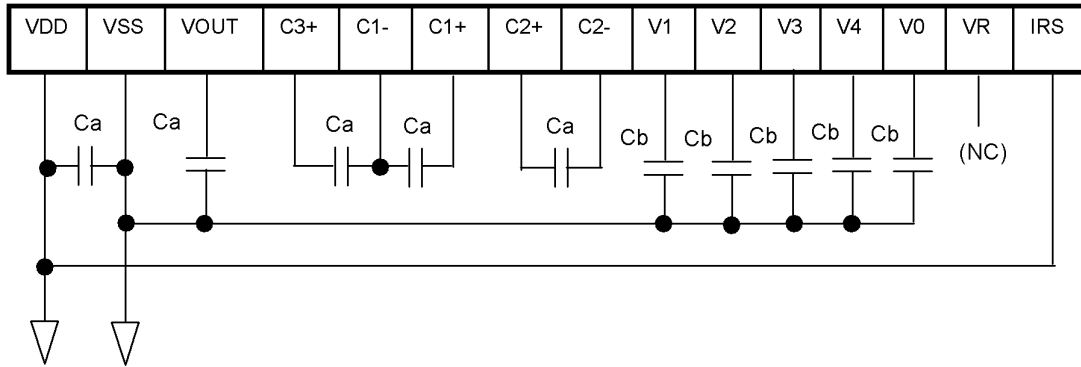 VDD VSS VOUT C3+ C1- C1+ C2+ C2- V1 V2 V3 V4 V0 VR IRS
Ca Ca Ca Ca Ca Cb Cb Cb Cb Cb
(NC)